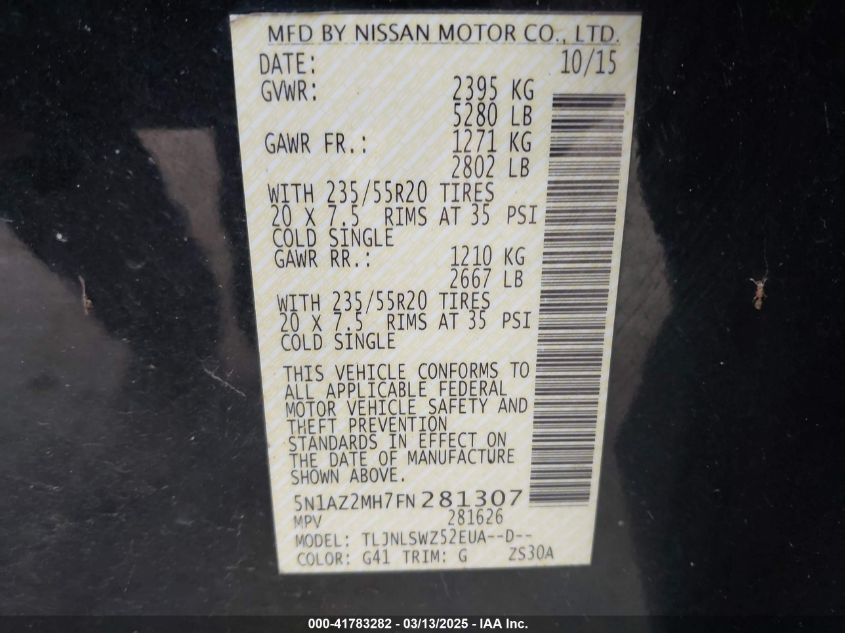 MFD BY NISSAN MOTOR CO., LTD.
DATE: 10/15
GVWR: 2395 KG
5280 LB
GAWR FR.: 1271 KG
2802 LB
WITH 235/55R20 TIRES
20 X 7.5 RIMS AT 35 PSI
COLD SINGLE
GAWR RR.: 1210 KG
2667 LB
WITH 235/55R20 TIRES
20 X 7.5 RIMS AT 35 PSI
COLD SINGLE
THIS VEHICLE CONFORMS TO
ALL APPLICABLE FEDERAL
MOTOR VEHICLE SAFETY AND
THEFT PREVENTION
STANDARDS IN EFFECT ON
THE DATE OF MANUFACTURE
SHOWN ABOVE.
5N1AZ2MH7FN281307
MPV 281626
MODEL: TLJNLSWZ52EUA--D--
COLOR: G41 TRIM: G ZS30A
000-41783282 - 03/13/2025 - IAA Inc.